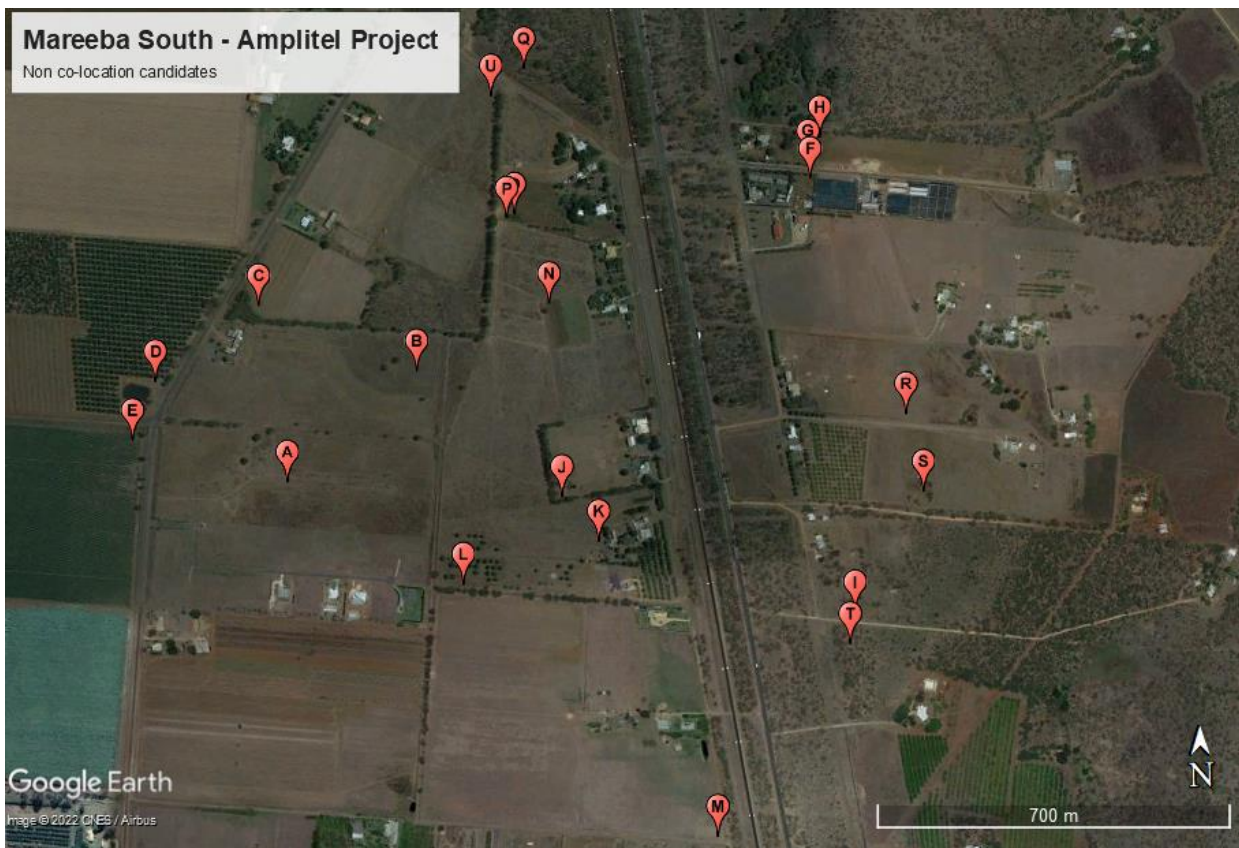 Mareeba South - Amplitel Project
Non co-location candidates
Q
U
H
G
F
P
C
N
B
D
R
E
A
S
J
K
L
I
T
M
N
700 m
Google Earth
Image © 2022 CNES / Airbus